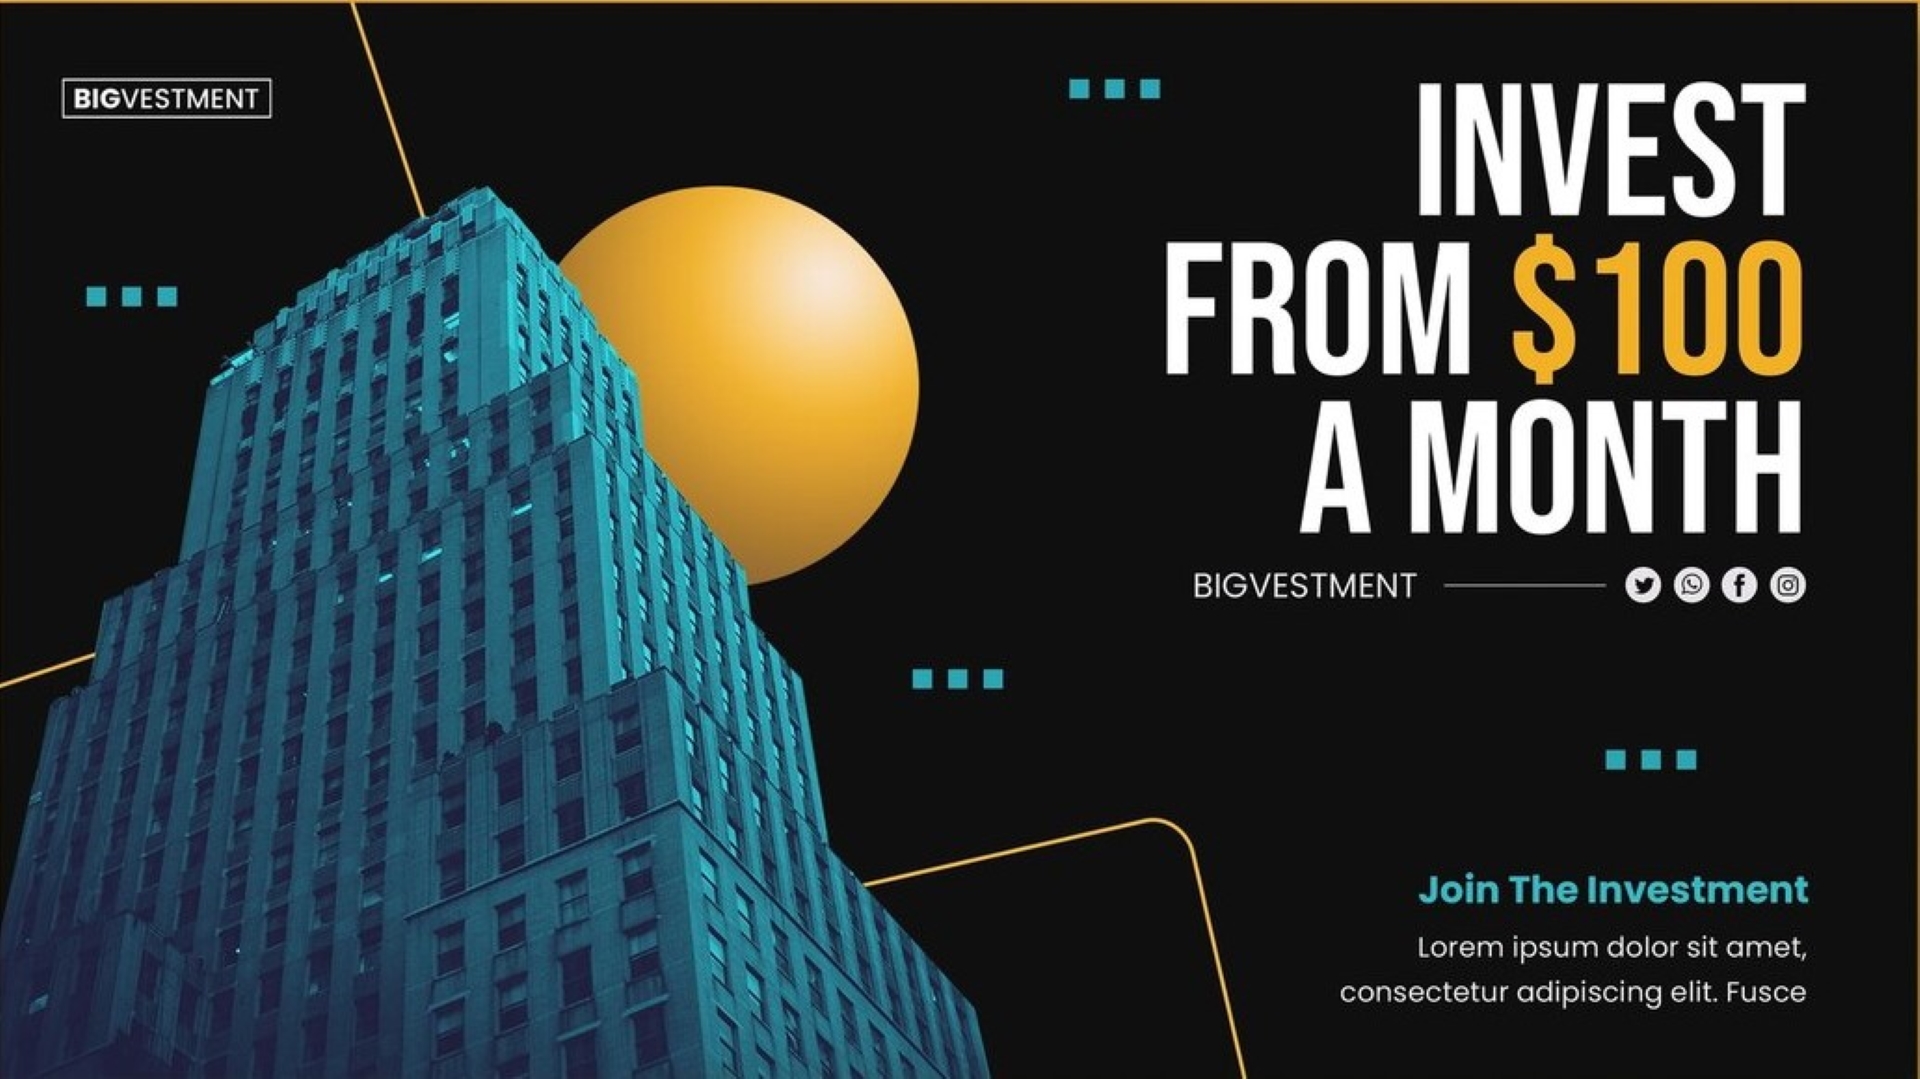 BIGVESTMENT
INVEST
FROM $100
A MONTH
BIGVESTMENT
Join The Investment
Lorem ipsum dolor sit amet,
consectetur adipiscing elit. Fusce